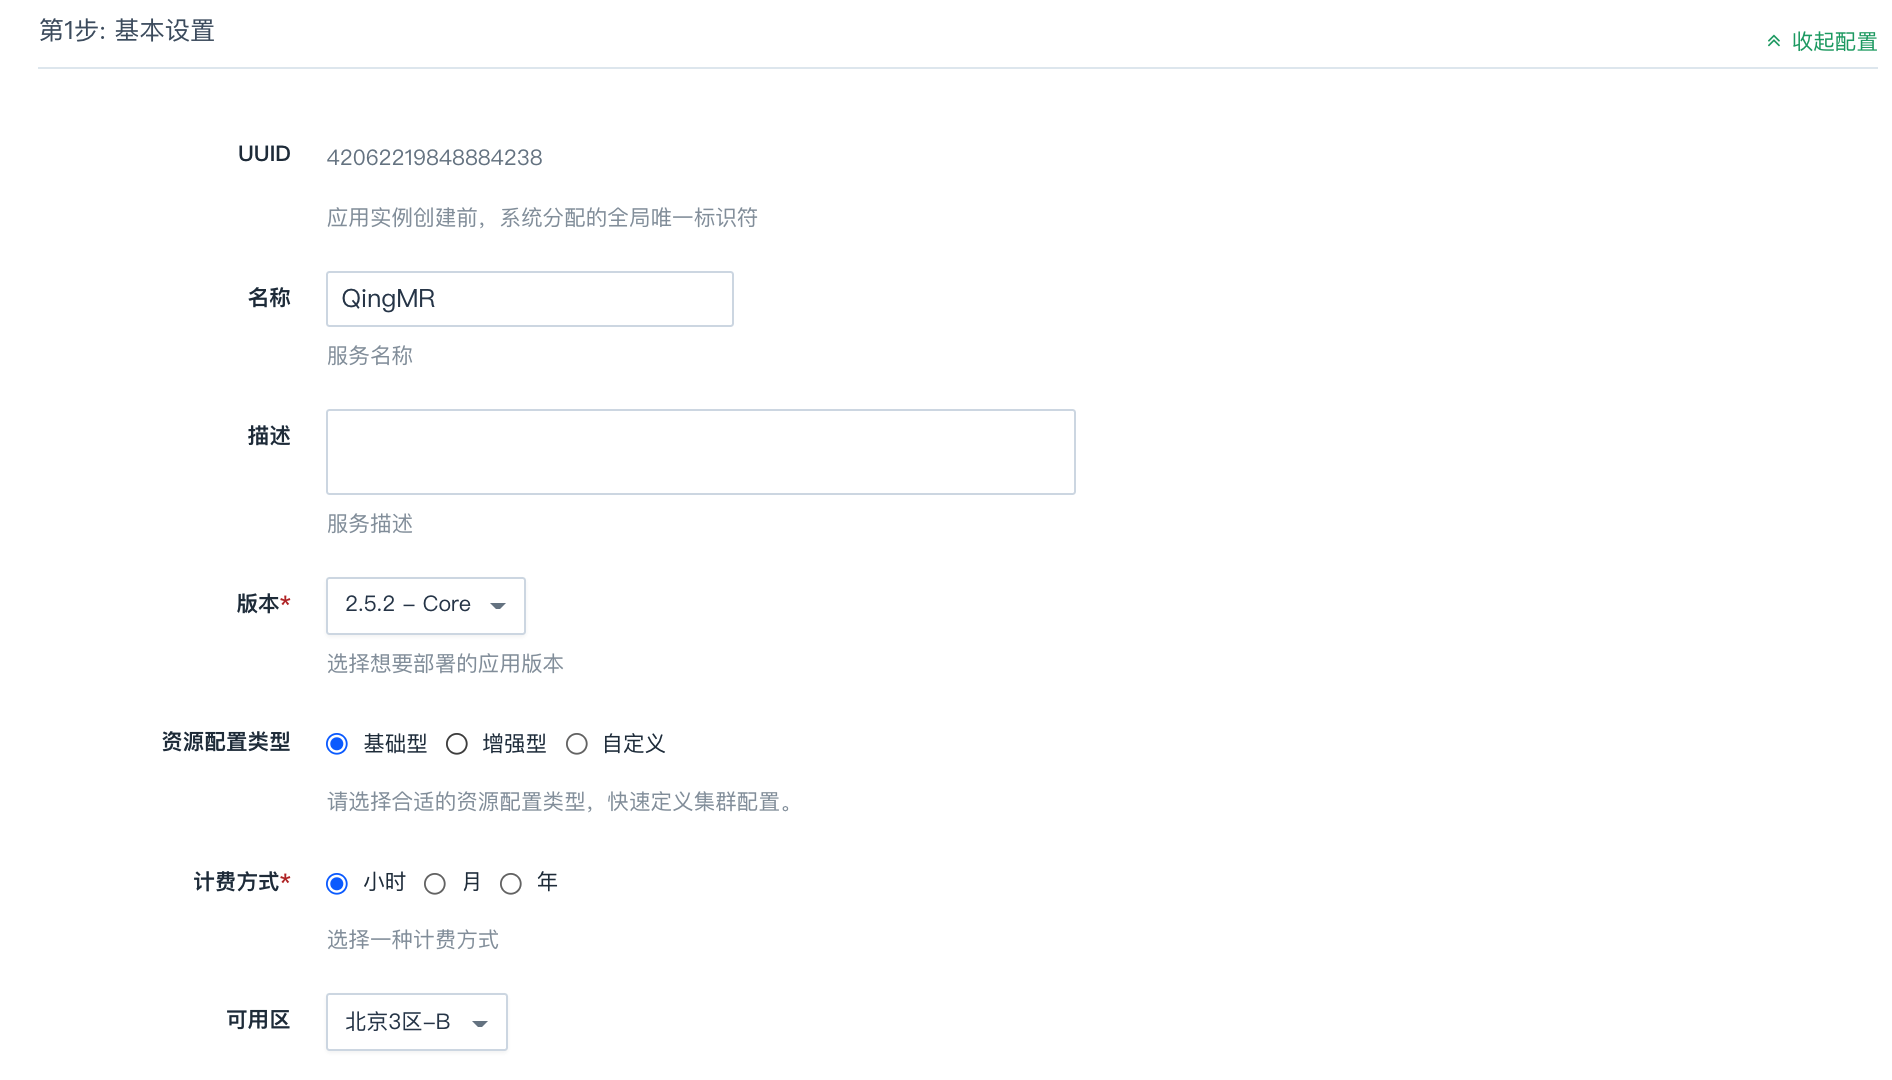 第1步: 基本设置
收起配置
UUID
42062219848884238
应用实例创建前，系统分配的全局唯一标识符
名称
QingMR
服务名称
描述
服务描述
版本*
2.5.2 – Core
选择想要部署的应用版本
资源配置类型
基础型 增强型 自定义
请选择合适的资源配置类型，快速定义集群配置。
计费方式*
小时 月 年
选择一种计费方式
可用区
北京3区-B